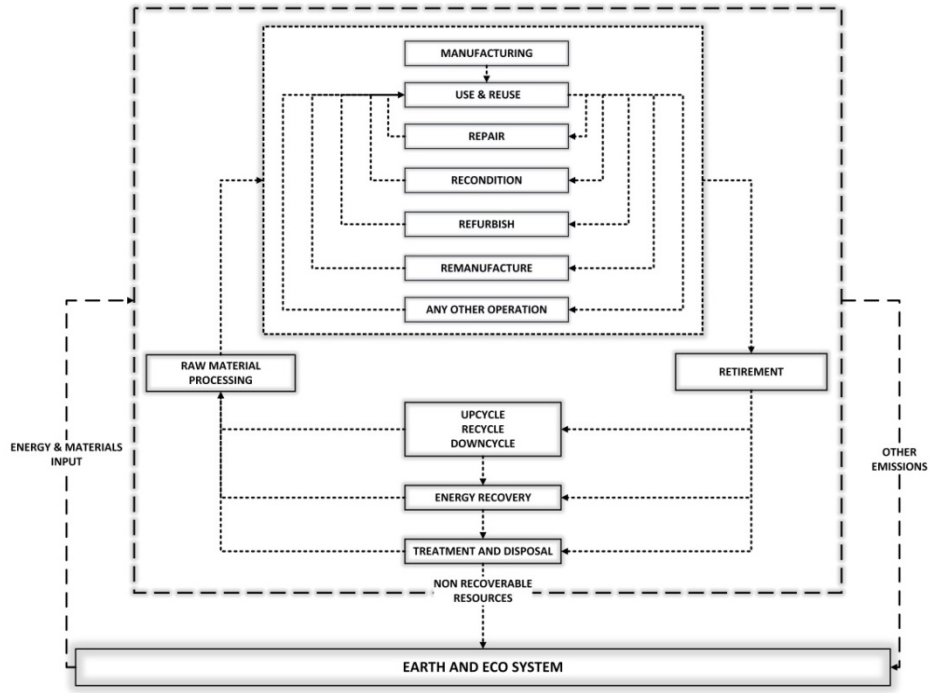 MANUFACTURING
USE & REUSE
REPAIR
RECONDITION
REFURBISH
REMANUFACTURE
ANY OTHER OPERATION
RAW MATERIAL
PROCESSING
RETIREMENT
UPCYCLE
RECYCLE
DOWNCYCLE
ENERGY & MATERIALS
INPUT
OTHER
EMISSIONS
ENERGY RECOVERY
TREATMENT AND DISPOSAL
NON RECOVERABLE
RESOURCES
EARTH AND ECO SYSTEM